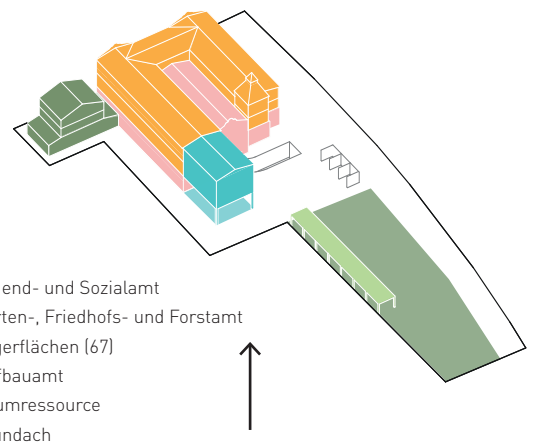 end- und Sozialamt
rten-, Friedhofs- und Forstamt
gerflächen (67)
fbauamt
umressource
undach